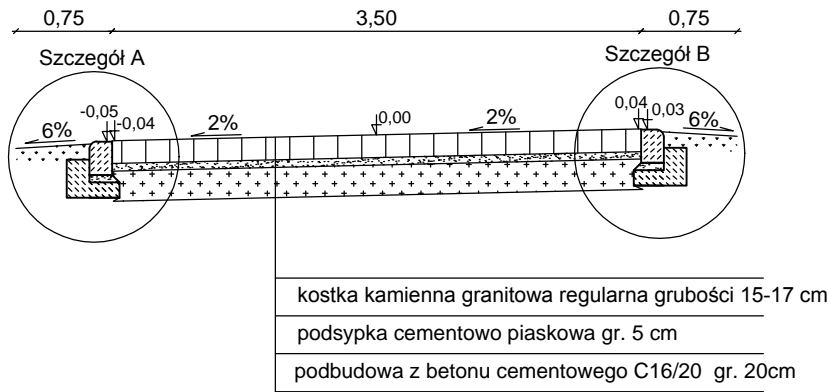 0,75 3,50 0,75
Szczegół A Szczegół B
-0,05 -0,04 0,00 0,04 0,03
6% 2% 2% 6%
kostka kamienna granitowa regularna grubości 15-17 cm
podsypka cementowo piaskowa gr. 5 cm
podbudowa z betonu cementowego C16/20 gr. 20cm